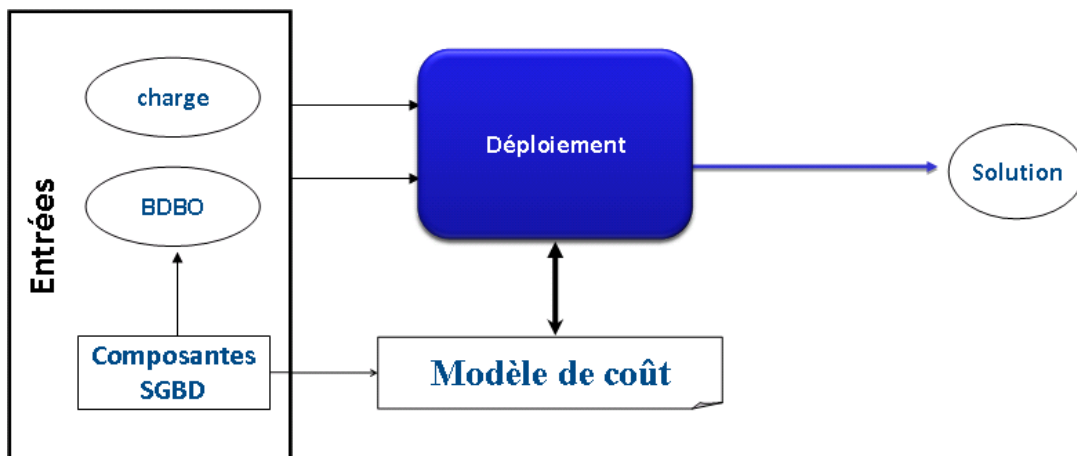 Entrées
charge
BDBO
Composantes
SGBD
Déploiement
Modèle de coût
Solution